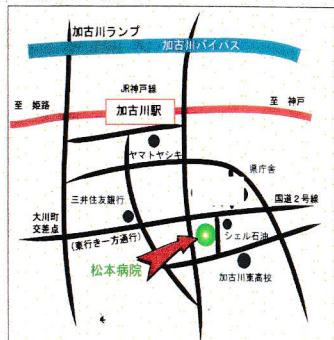 加古川ランプ
加古川バイパス
JR神戸線
至 姫路
加古川駅
至 神戸
ヤマトヤシキ
県庁舎
三井住友銀行
国道2号線
大川町
交差点
(東行き一方通行)
シェル石油
松本病院
加古川東高校